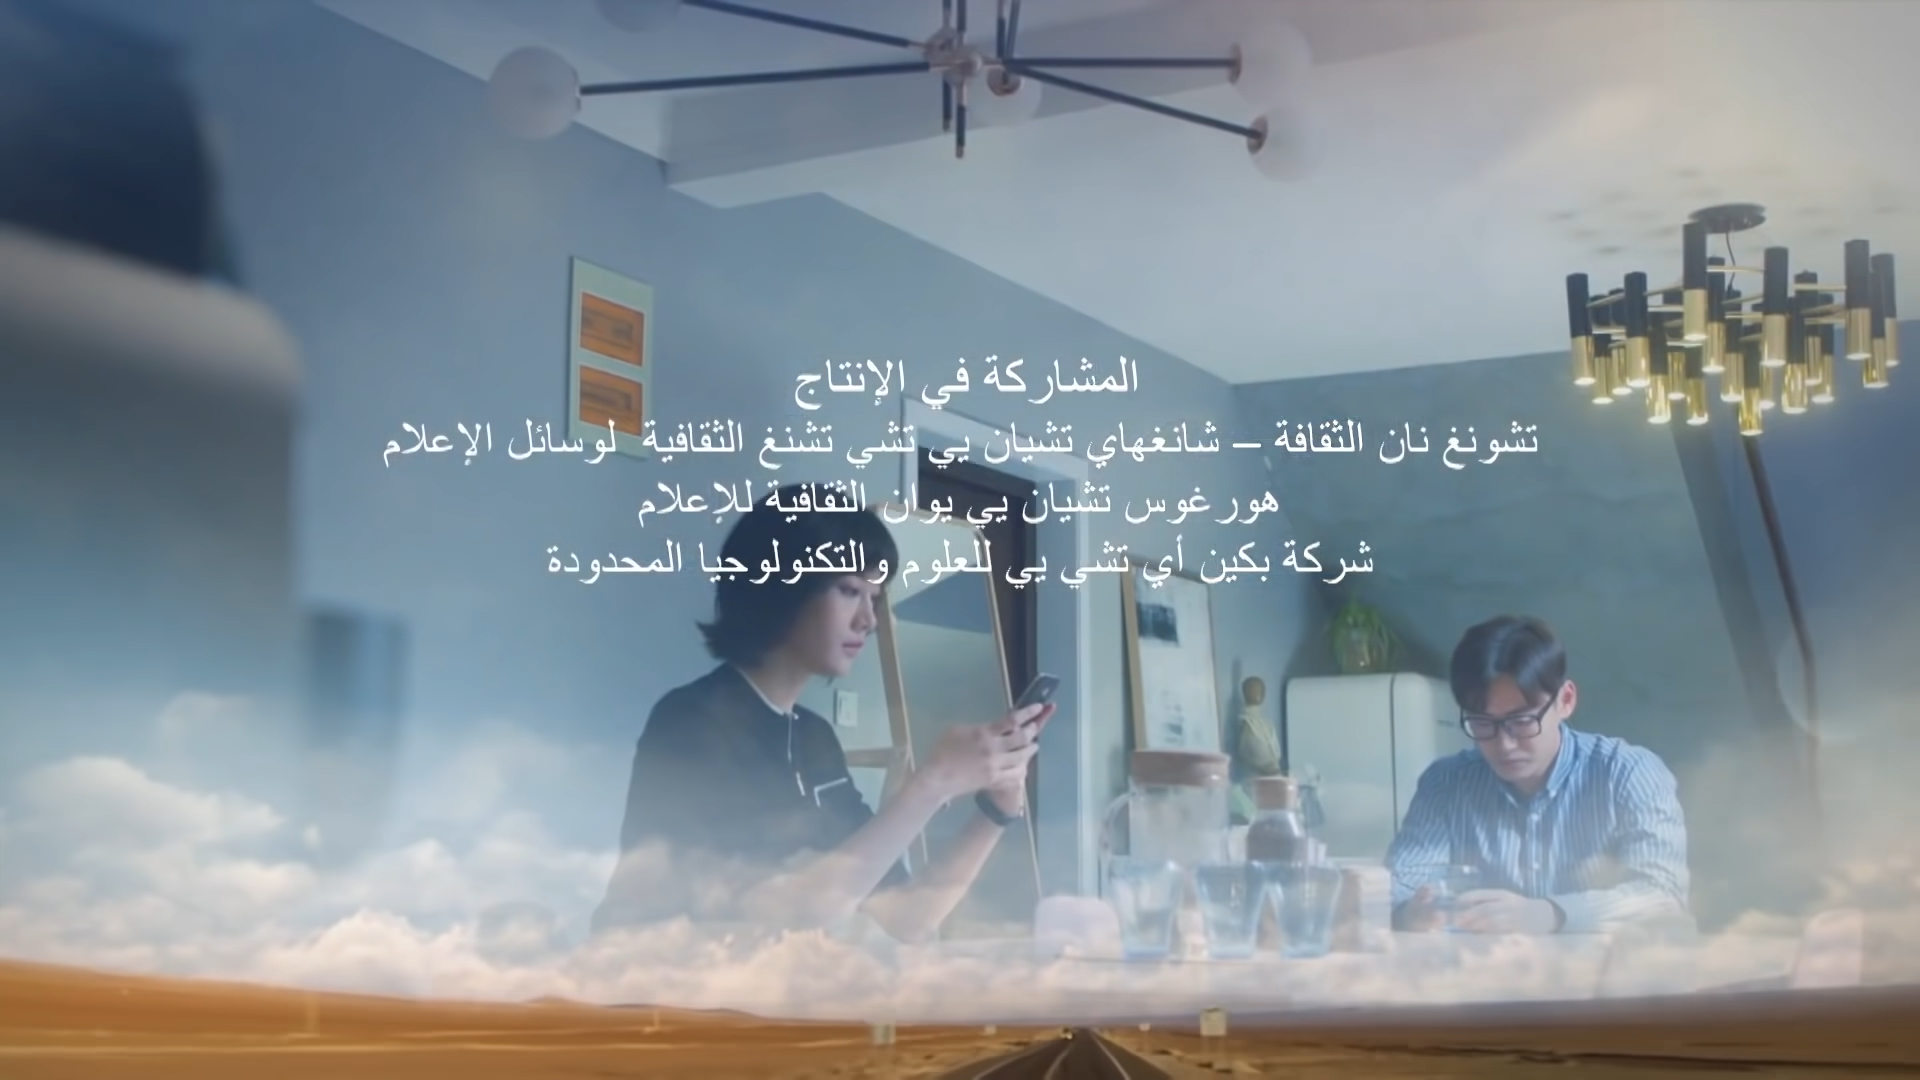 المشاركة في الإنتاج
تشونغ نان الثقافة – شانغهاي تشيان يي تشي تشنغ الثقافية لوسائل الإعلام
هورغوس تشيان يي يوان الثقافية للإعلام
شركة بكين أي تشي يي للعلوم والتكنولوجيا المحدودة